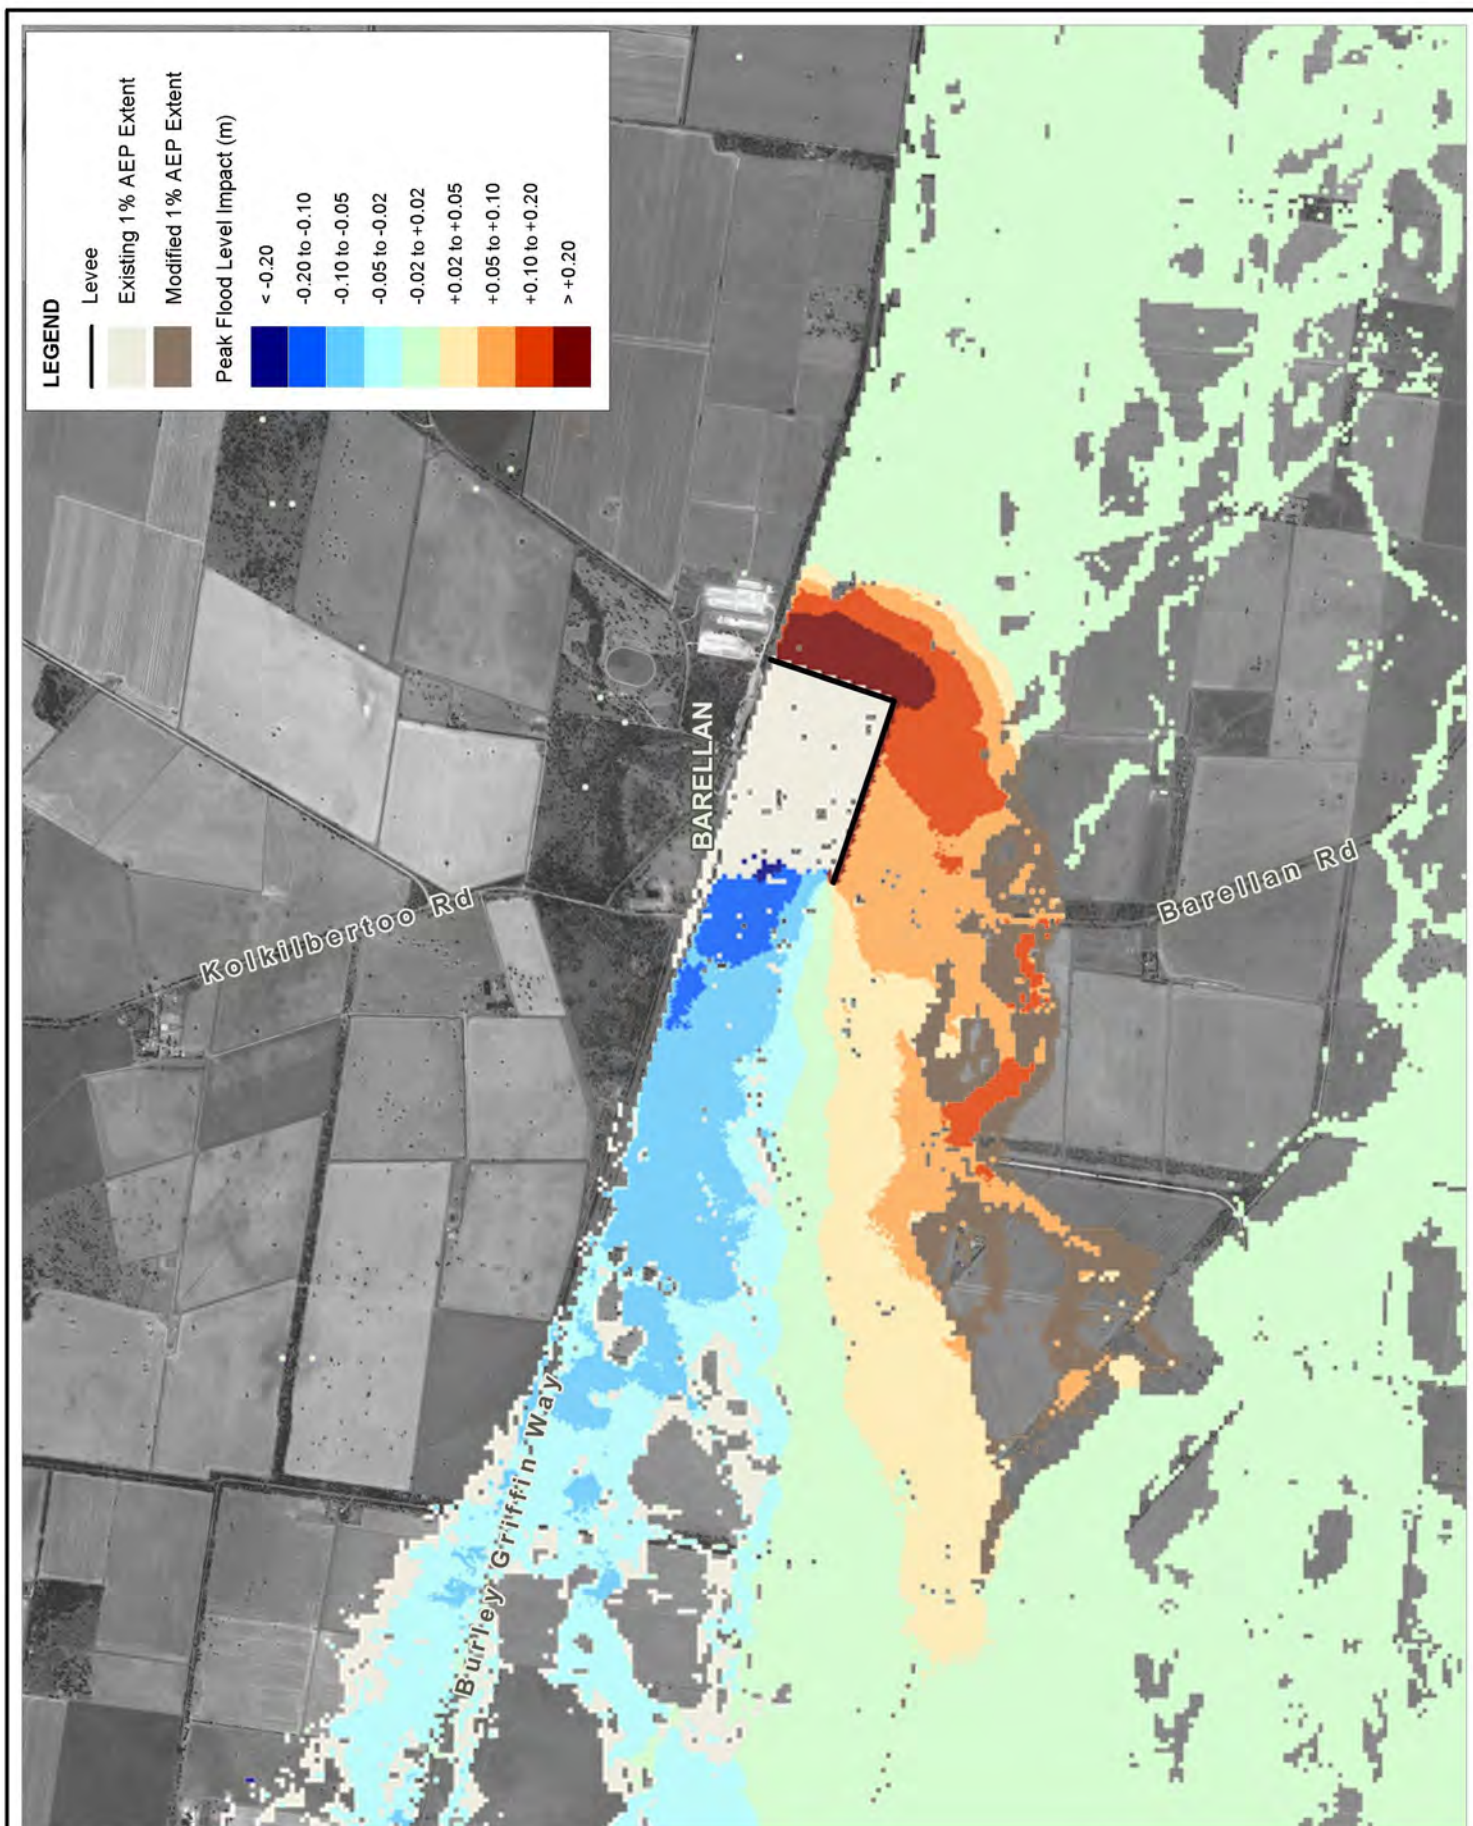 LEGEND
Levee
Existing 1% AEP Extent
Modified 1% AEP Extent
Peak Flood Level Impact (m)
< -0.20
-0.20 to -0.10
-0.10 to -0.05
-0.05 to -0.02
-0.02 to +0.02
+0.02 to +0.05
+0.05 to +0.10
+0.10 to +0.20
> +0.20
Kolkilbertoo Rd
BARELLAN
Barellan Rd
Burley Griffin Way